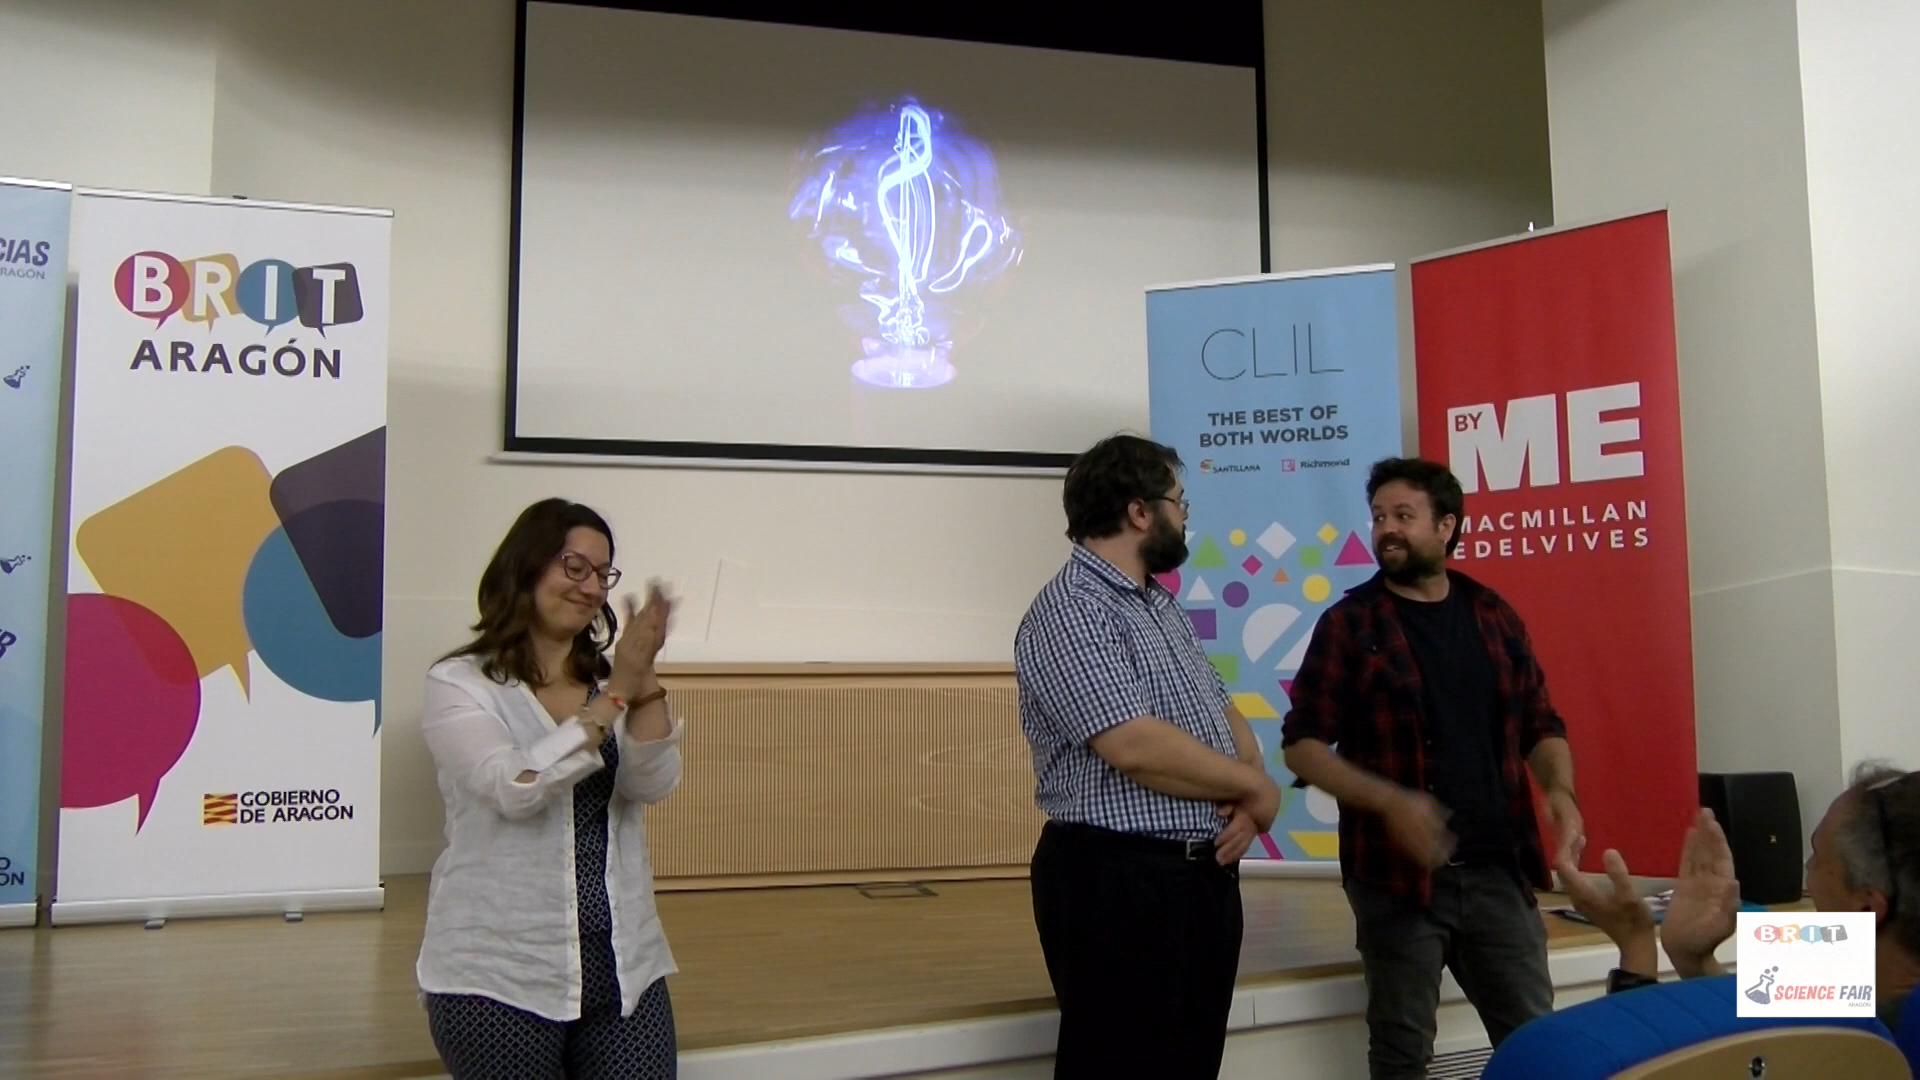 CIAS
ARAGÓN
BRIT
ARAGÓN
GOBIERNO
DE ARAGON
CLIL
THE BEST OF
BOTH WORLDS
SANTILLANA
Richmond
BY
ME
MACMILLAN
EDELVIVES
BRIT
SCIENCE FAIR
ARAGÓN